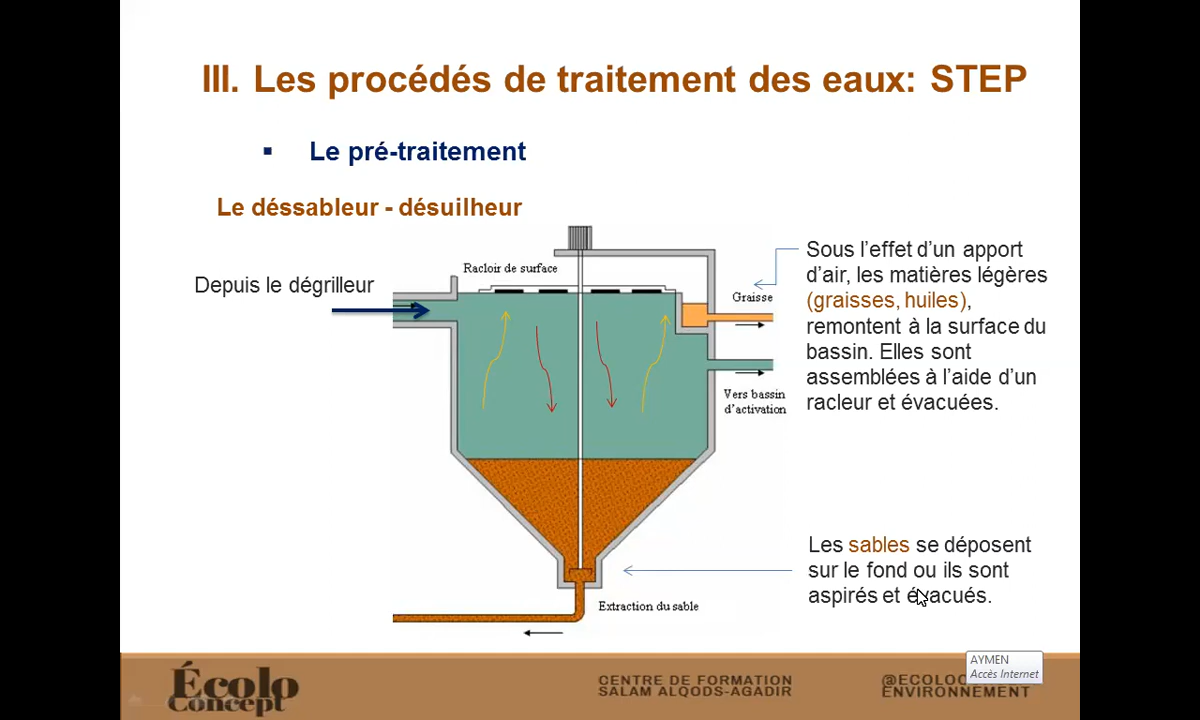 III. Les procédés de traitement des eaux: STEP
▪ Le pré-traitement
Le déssableur - désuilheur
Depuis le dégrilleur
Racloir de surface
Graisse
Vers bassin
d'activation
Extraction du sable
Sous l'effet d'un apport
d'air, les matières légères
(graisses, huiles),
remontent à la surface du
bassin. Elles sont
assemblées à l'aide d'un
racleur et évacuées.
Les sables se déposent
sur le fond ou ils sont
aspirés et évacués.
Écolo
Concept
CENTRE DE FORMATION
SALAM ALQODS-AGADIR
ENVIRONNEMENT
AYMEN
Accès Internet